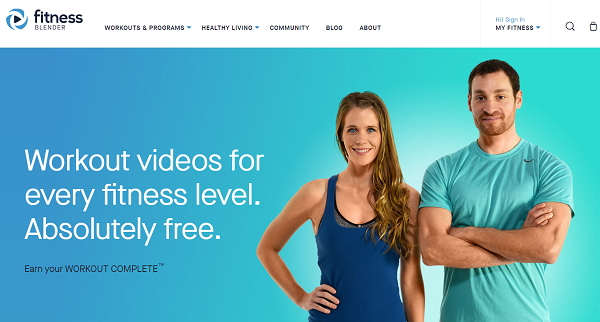 fitness
BLENDER
WORKOUTS & PROGRAMS
HEALTHY LIVING
COMMUNITY
BLOG
ABOUT
Hi! Sign In
MY FITNESS
Workout videos for
every fitness level.
Absolutely free.
Earn your WORKOUT COMPLETE™